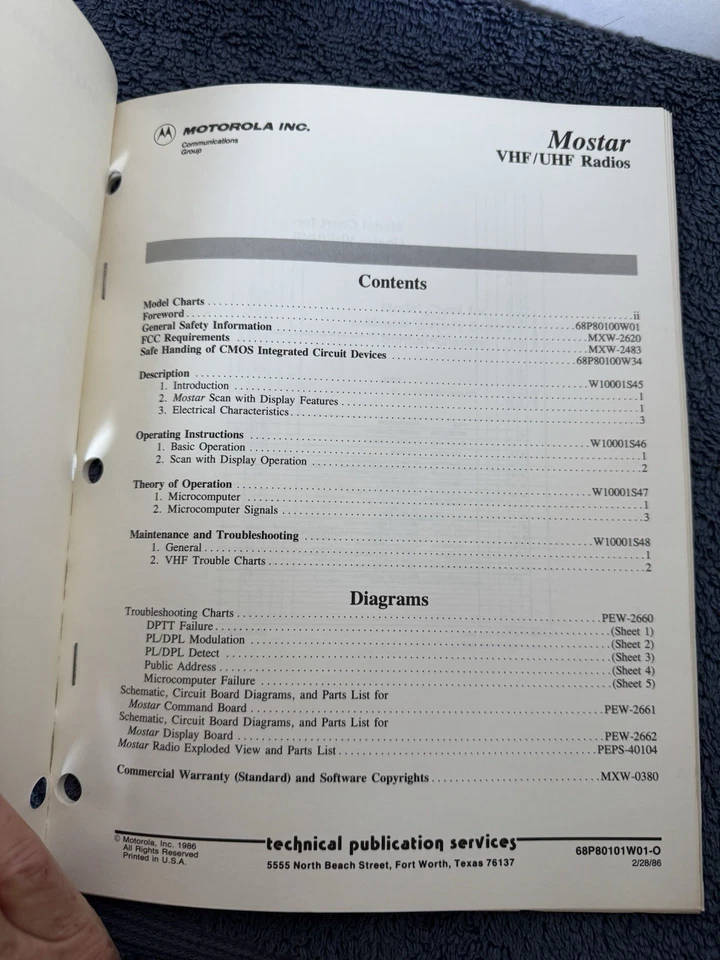 MOTOROLA INC.
Communications
Group
Mostar
VHF/UHF Radios
Contents
Model Charts ii
Foreword 68P80100W01
General Safety Information MXW-2620
FCC Requirements MXW-2483
Safe Handing of CMOS Integrated Circuit Devices 68P80100W34
Description W10001S45
1. Introduction 1
2. Mostar Scan with Display Features 1
3. Electrical Characteristics 3
Operating Instructions W10001S46
1. Basic Operation 1
2. Scan with Display Operation 2
Theory of Operation W10001S47
1. Microcomputer 1
2. Microcomputer Signals 3
Maintenance and Troubleshooting W10001S48
1. General 1
2. VHF Trouble Charts 2
Diagrams
Troubleshooting Charts PEW-2660
DPTT Failure (Sheet 1)
PL/DPL Modulation (Sheet 2)
PL/DPL Detect (Sheet 3)
Public Address (Sheet 4)
Microcomputer Failure (Sheet 5)
Schematic, Circuit Board Diagrams, and Parts List for
Mostar Command Board PEW-2661
Schematic, Circuit Board Diagrams, and Parts List for
Mostar Display Board PEW-2662
Mostar Radio Exploded View and Parts List PEPS-40104
Commercial Warranty (Standard) and Software Copyrights MXW-0380
© Motorola, Inc. 1986
All Rights Reserved
Printed in U.S.A.
technical publication services
5555 North Beach Street, Fort Worth, Texas 76137
68P80101W01-O
2/28/86